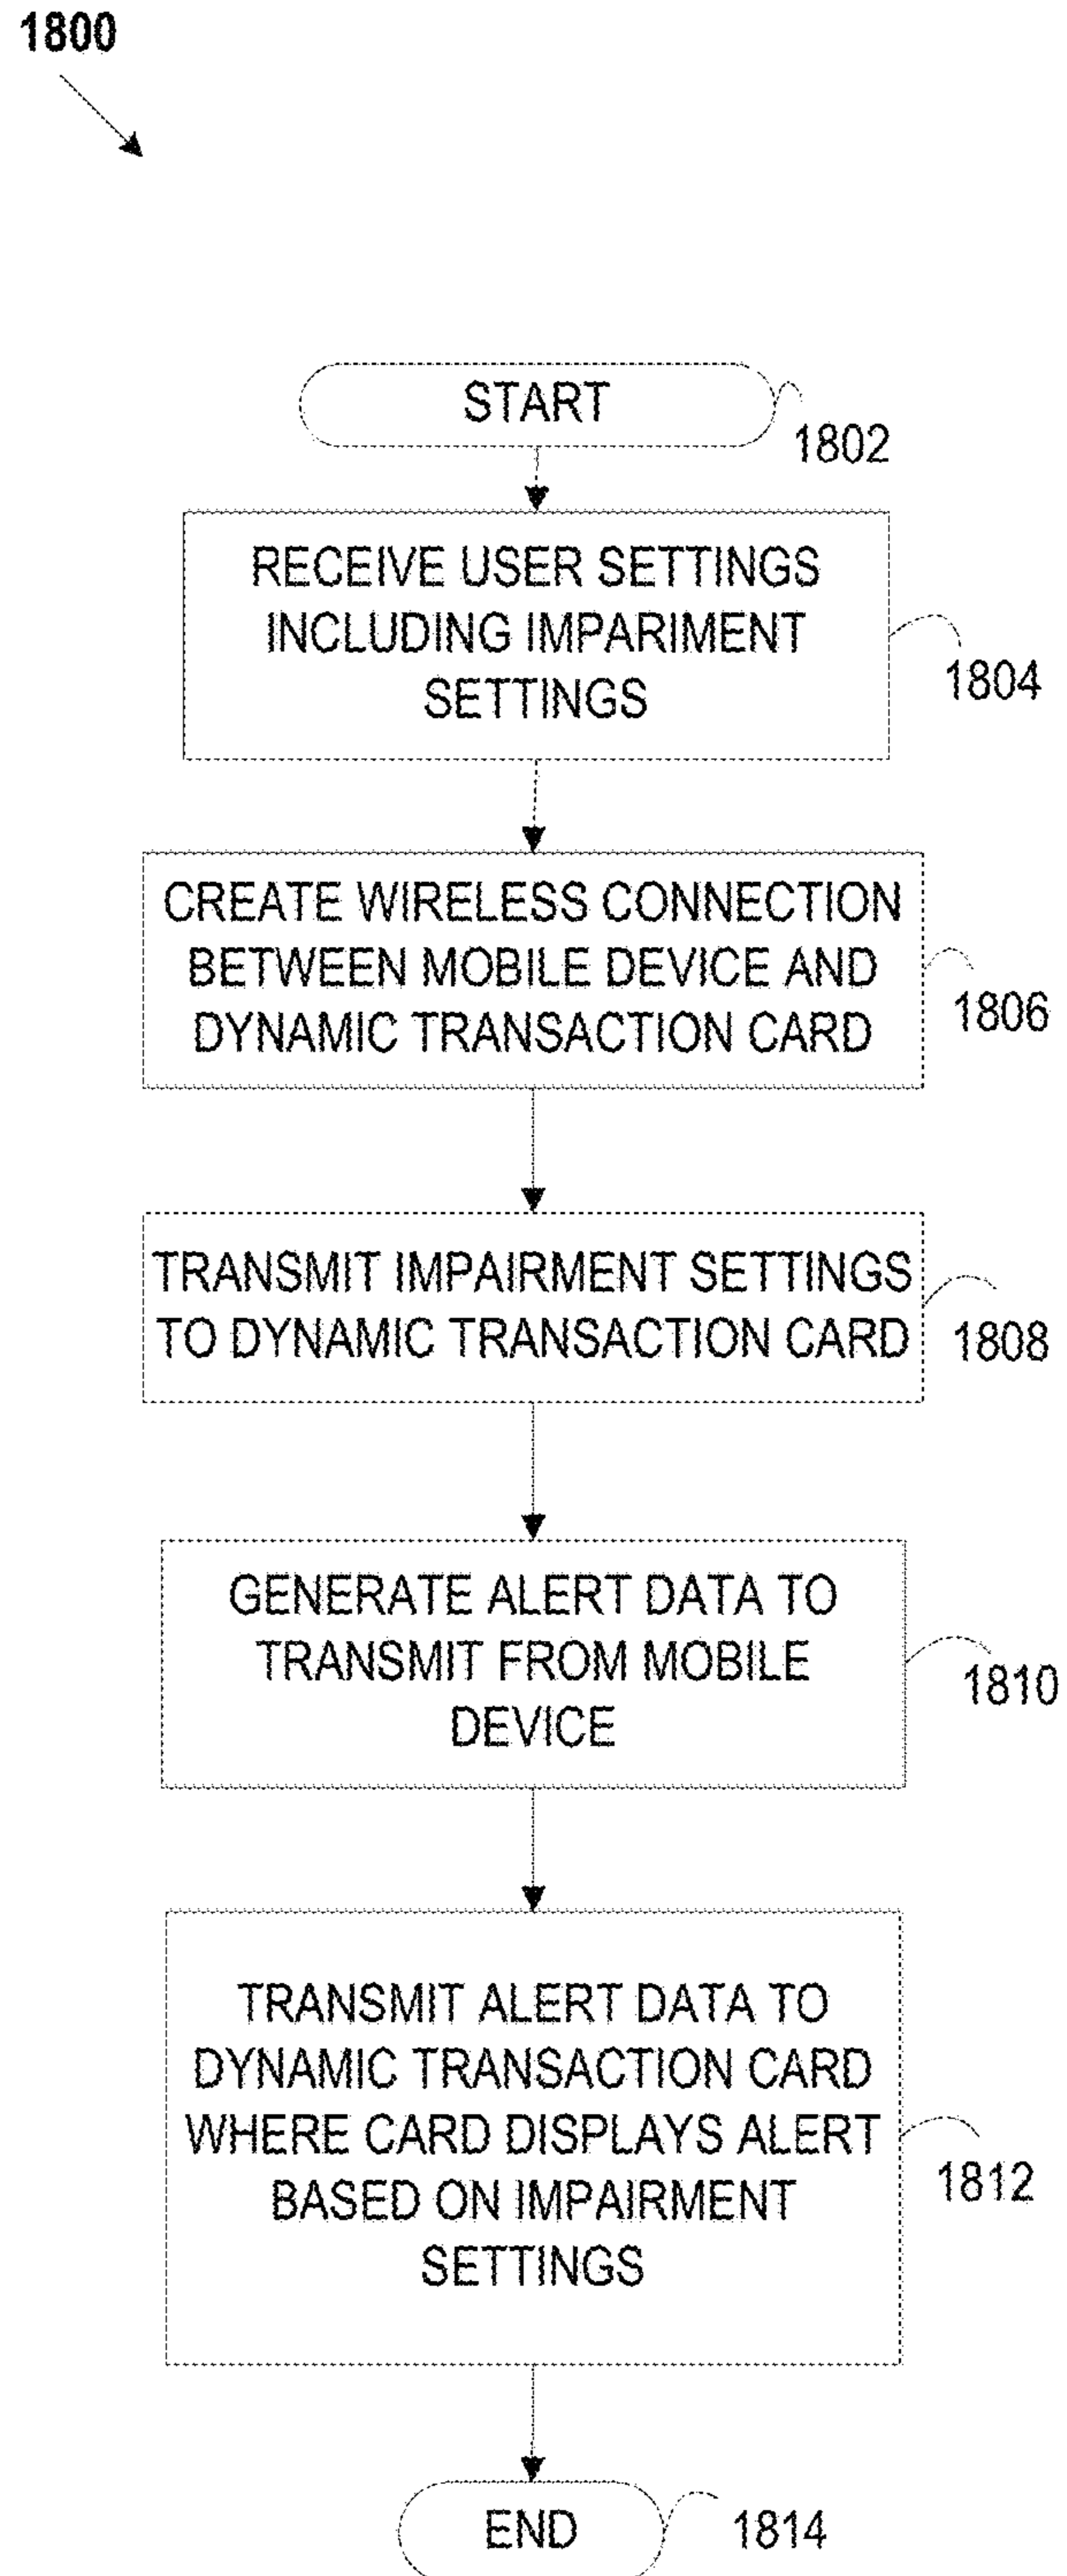 1800
START
1802
RECEIVE USER SETTINGS
INCLUDING IMPARIMENT
SETTINGS
1804
CREATE WIRELESS CONNECTION
BETWEEN MOBILE DEVICE AND
DYNAMIC TRANSACTION CARD
1806
TRANSMIT IMPAIRMENT SETTINGS
TO DYNAMIC TRANSACTION CARD
1808
GENERATE ALERT DATA TO
TRANSMIT FROM MOBILE
DEVICE
1810
TRANSMIT ALERT DATA TO
DYNAMIC TRANSACTION CARD
WHERE CARD DISPLAYS ALERT
BASED ON IMPAIRMENT
SETTINGS
1812
END
1814